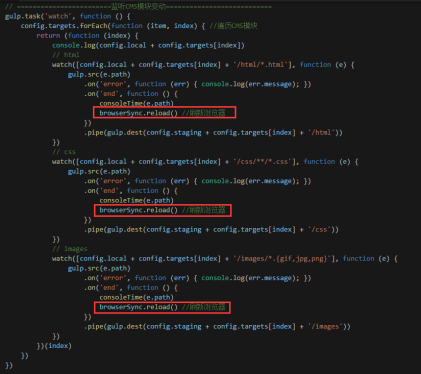 // ========================监听CMS模块变动===========================
gulp.task('watch', function () {
config.targets.forEach(function (item, index) { //遍历CMS模块
return (function (index) {
console.log(config.local + config.targets[index])
// html
watch([config.local + config.targets[index] + '/html/*.html'], function (e) {
gulp.src(e.path)
.on('error', function (err) { console.log(err.message); })
.on('end', function () {
consoleTime(e.path)
browserSync.reload() //刷新浏览器
})
.pipe(gulp.dest(config.staging + config.targets[index] + '/html'))
})
// css
watch([config.local + config.targets[index] + '/css/**/*.css'], function (e) {
gulp.src(e.path)
.on('error', function (err) { console.log(err.message); })
.on('end', function () {
consoleTime(e.path)
browserSync.reload() //刷新浏览器
})
.pipe(gulp.dest(config.staging + config.targets[index] + '/css'))
})
// images
watch([config.local + config.targets[index] + '/images/*.{gif,jpg,png}'], function (e) {
gulp.src(e.path)
.on('error', function (err) { console.log(err.message); })
.on('end', function () {
consoleTime(e.path)
browserSync.reload() //刷新浏览器
})
.pipe(gulp.dest(config.staging + config.targets[index] + '/images'))
})
})(index)
})
})